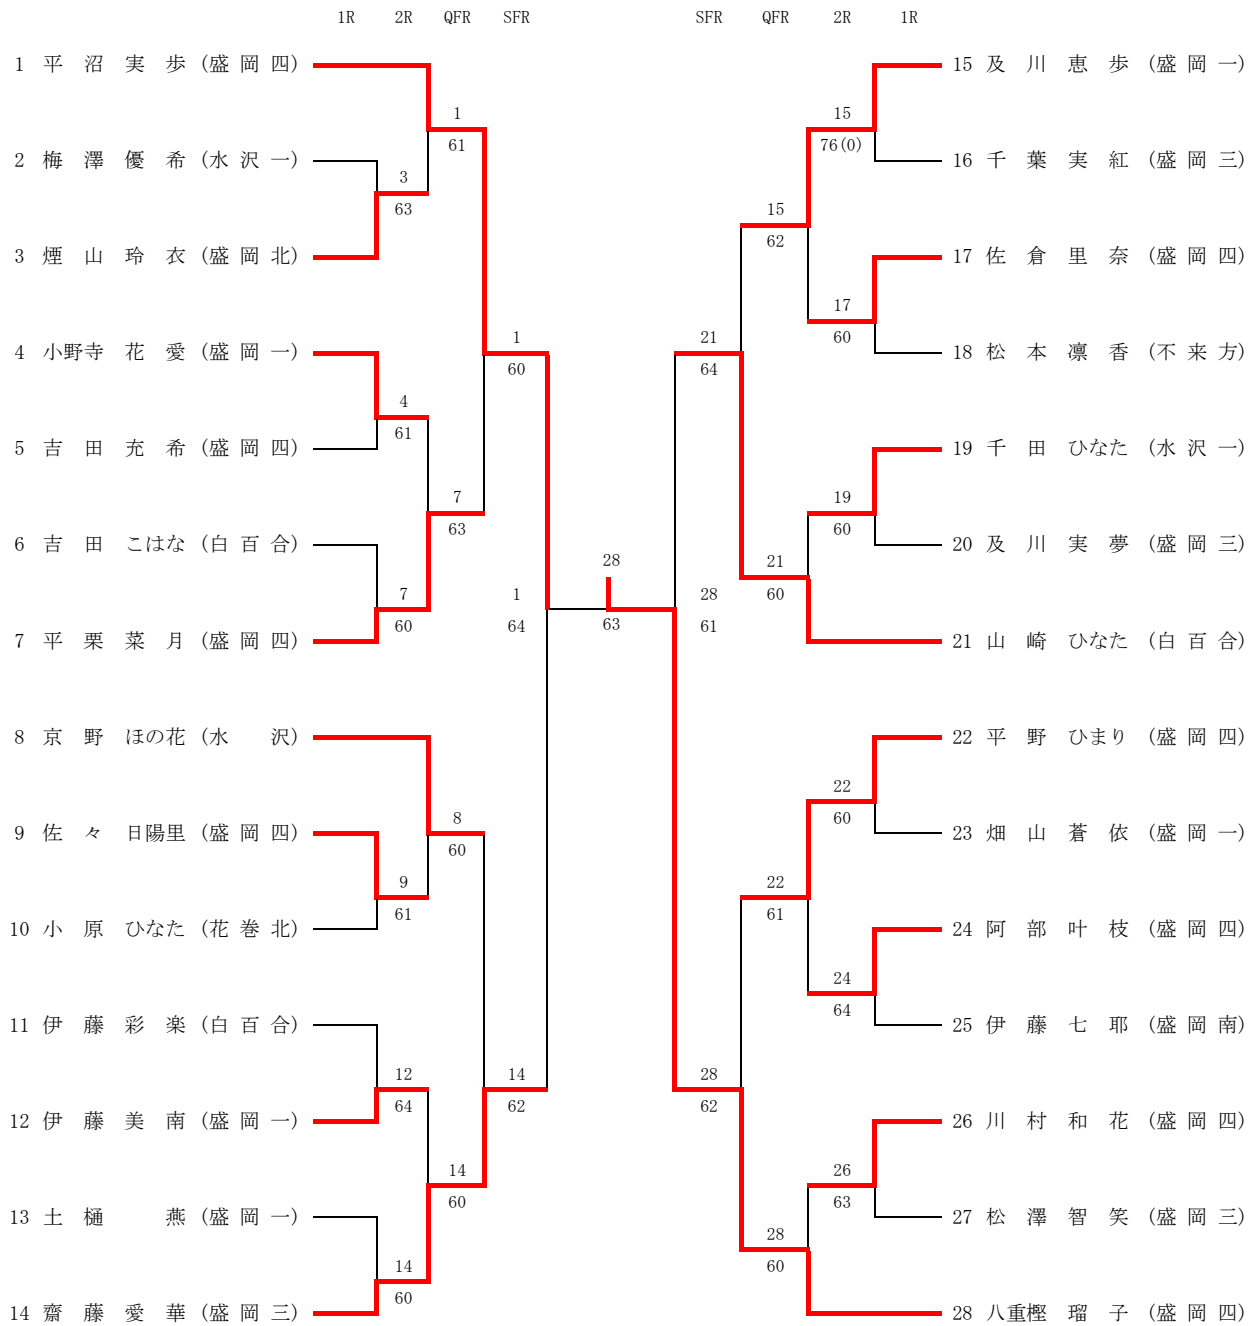 1R 2R QFR SFR SFR QFR 2R 1R
1 平 沼 実 歩 (盛 岡 四) 15 及 川 恵 歩 (盛 岡 一)
1 15
61 76(0)
2 梅 澤 優 希 (水 沢 一) 16 千 葉 実 紅 (盛 岡 三)
3
63 15
62
3 煙 山 玲 衣 (盛 岡 北) 17 佐 倉 里 奈 (盛 岡 四)
17
1 21 60
4 小野寺 花 愛 (盛 岡 一) 18 松 本 凛 香 (不 来 方)
60 64
4
61
5 吉 田 充 希 (盛 岡 四) 19 千 田 ひなた (水 沢 一)
7 19
63 60
6 吉 田 こはな (白 百 合) 20 及 川 実 夢 (盛 岡 三)
28 21
7 1 28 60
60 64 63 61
7 平 栗 菜 月 (盛 岡 四) 21 山 崎 ひなた (白 百 合)
8 京 野 ほの花 (水 沢) 22 平 野 ひまり (盛 岡 四)
22
8 60
9 佐 々 日陽里 (盛 岡 四) 23 畑 山 蒼 依 (盛 岡 一)
60
9 22
61 61
10 小 原 ひなた (花 巻 北) 24 阿 部 叶 枝 (盛 岡 四)
24
64
11 伊 藤 彩 楽 (白 百 合) 25 伊 藤 七 耶 (盛 岡 南)
12 14 28
64 62 62
12 伊 藤 美 南 (盛 岡 一) 26 川 村 和 花 (盛 岡 四)
14 26
60 63
13 土 樋 燕 (盛 岡 一) 27 松 澤 智 笑 (盛 岡 三)
28
14 60
60
14 齋 藤 愛 華 (盛 岡 三) 28 八重樫 瑠 子 (盛 岡 四)